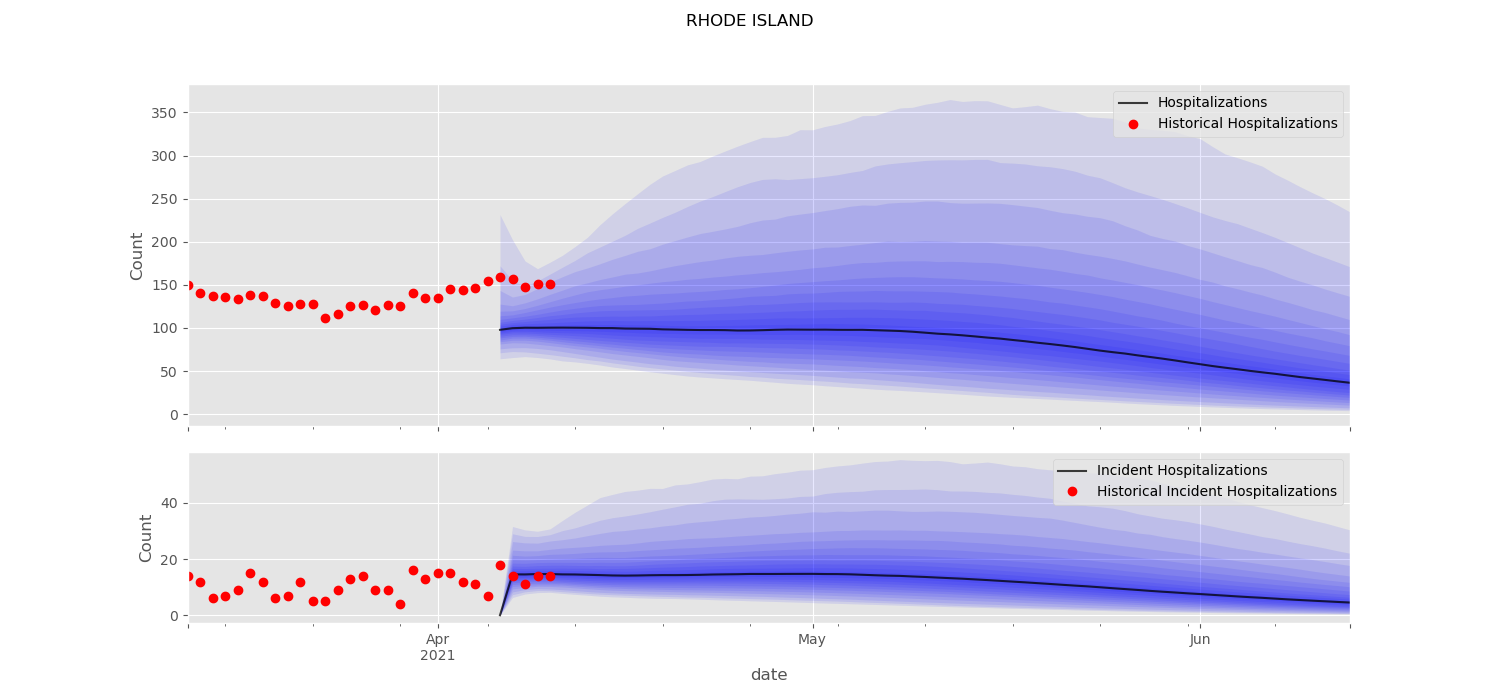 RHODE ISLAND
Hospitalizations
Historical Hospitalizations
Count
350
300
250
200
150
100
50
0
Incident Hospitalizations
Historical Incident Hospitalizations
Count
40
20
0
Apr
2021
May
Jun
date